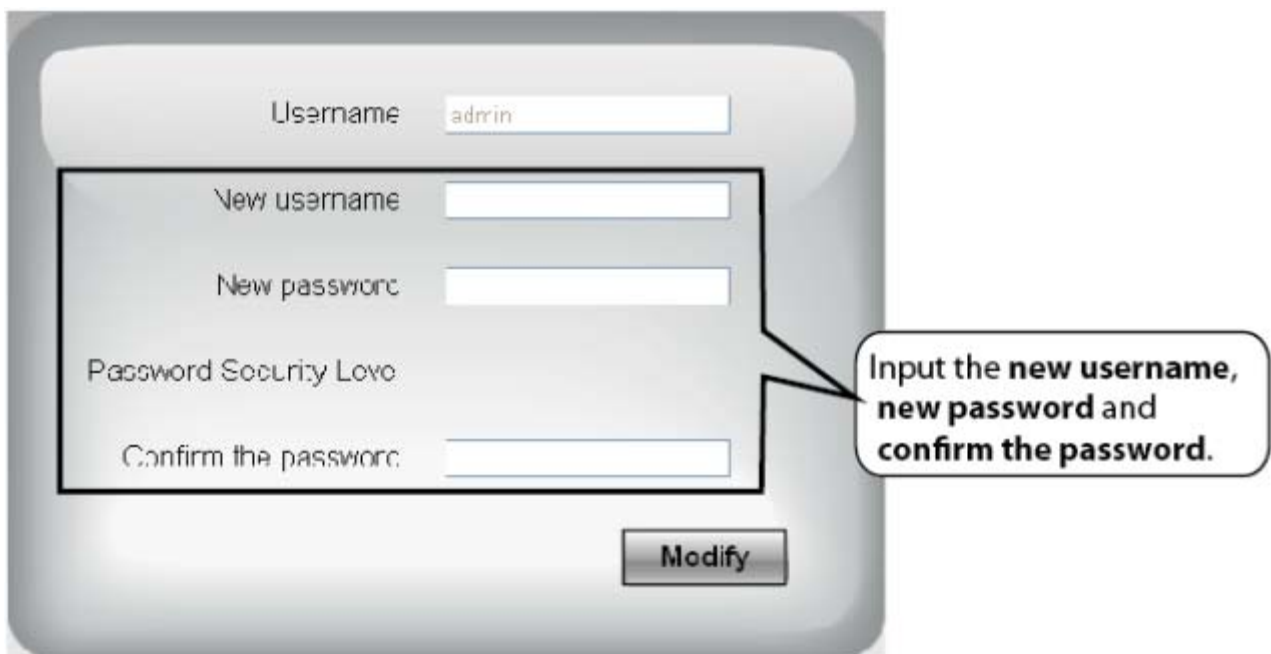 Username admin
New username
New password
Password Security Level
Confirm the password
Input the new username,
new password and
confirm the password.
Modify